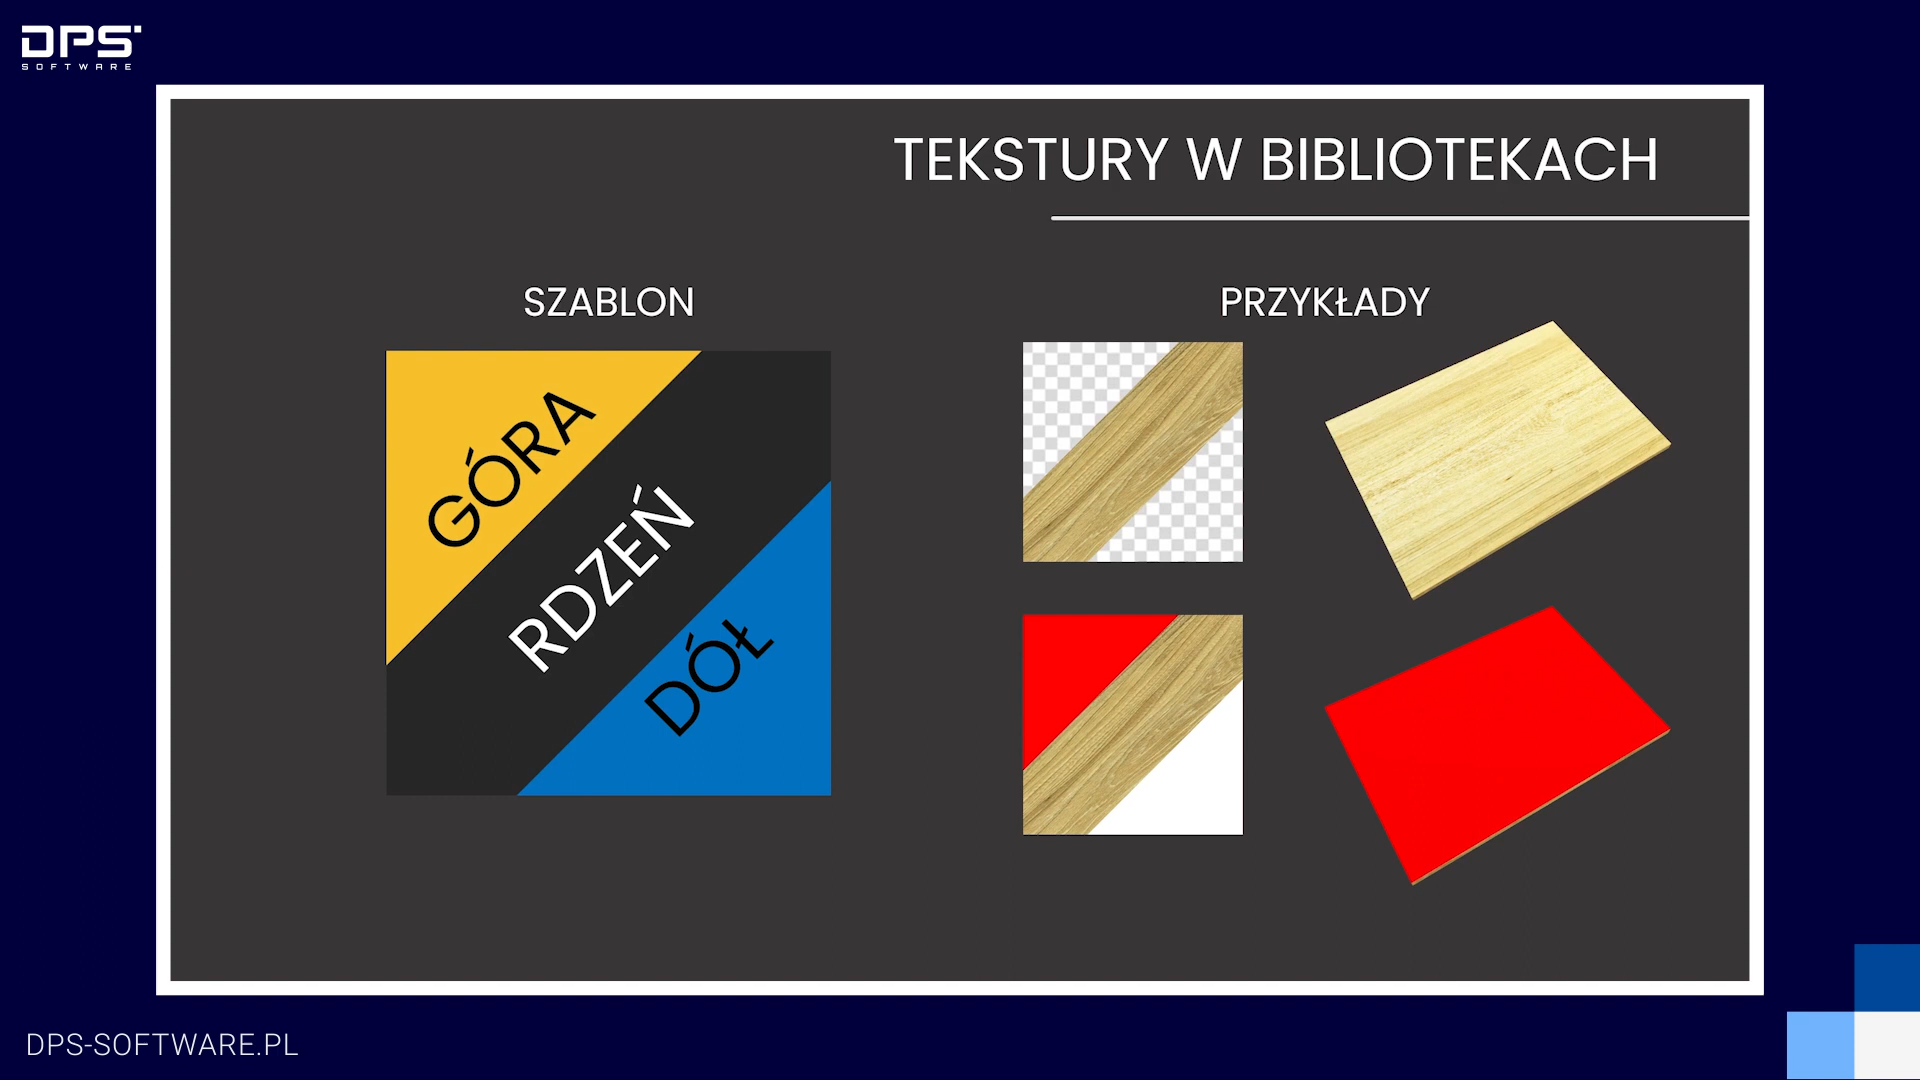 DPS
SOFTWARE
TEKSTURY W BIBLIOTEKACH
SZABLON
PRZYKŁADY
GÓRA
RDZEŃ
DÓŁ
DPS-SOFTWARE.PL